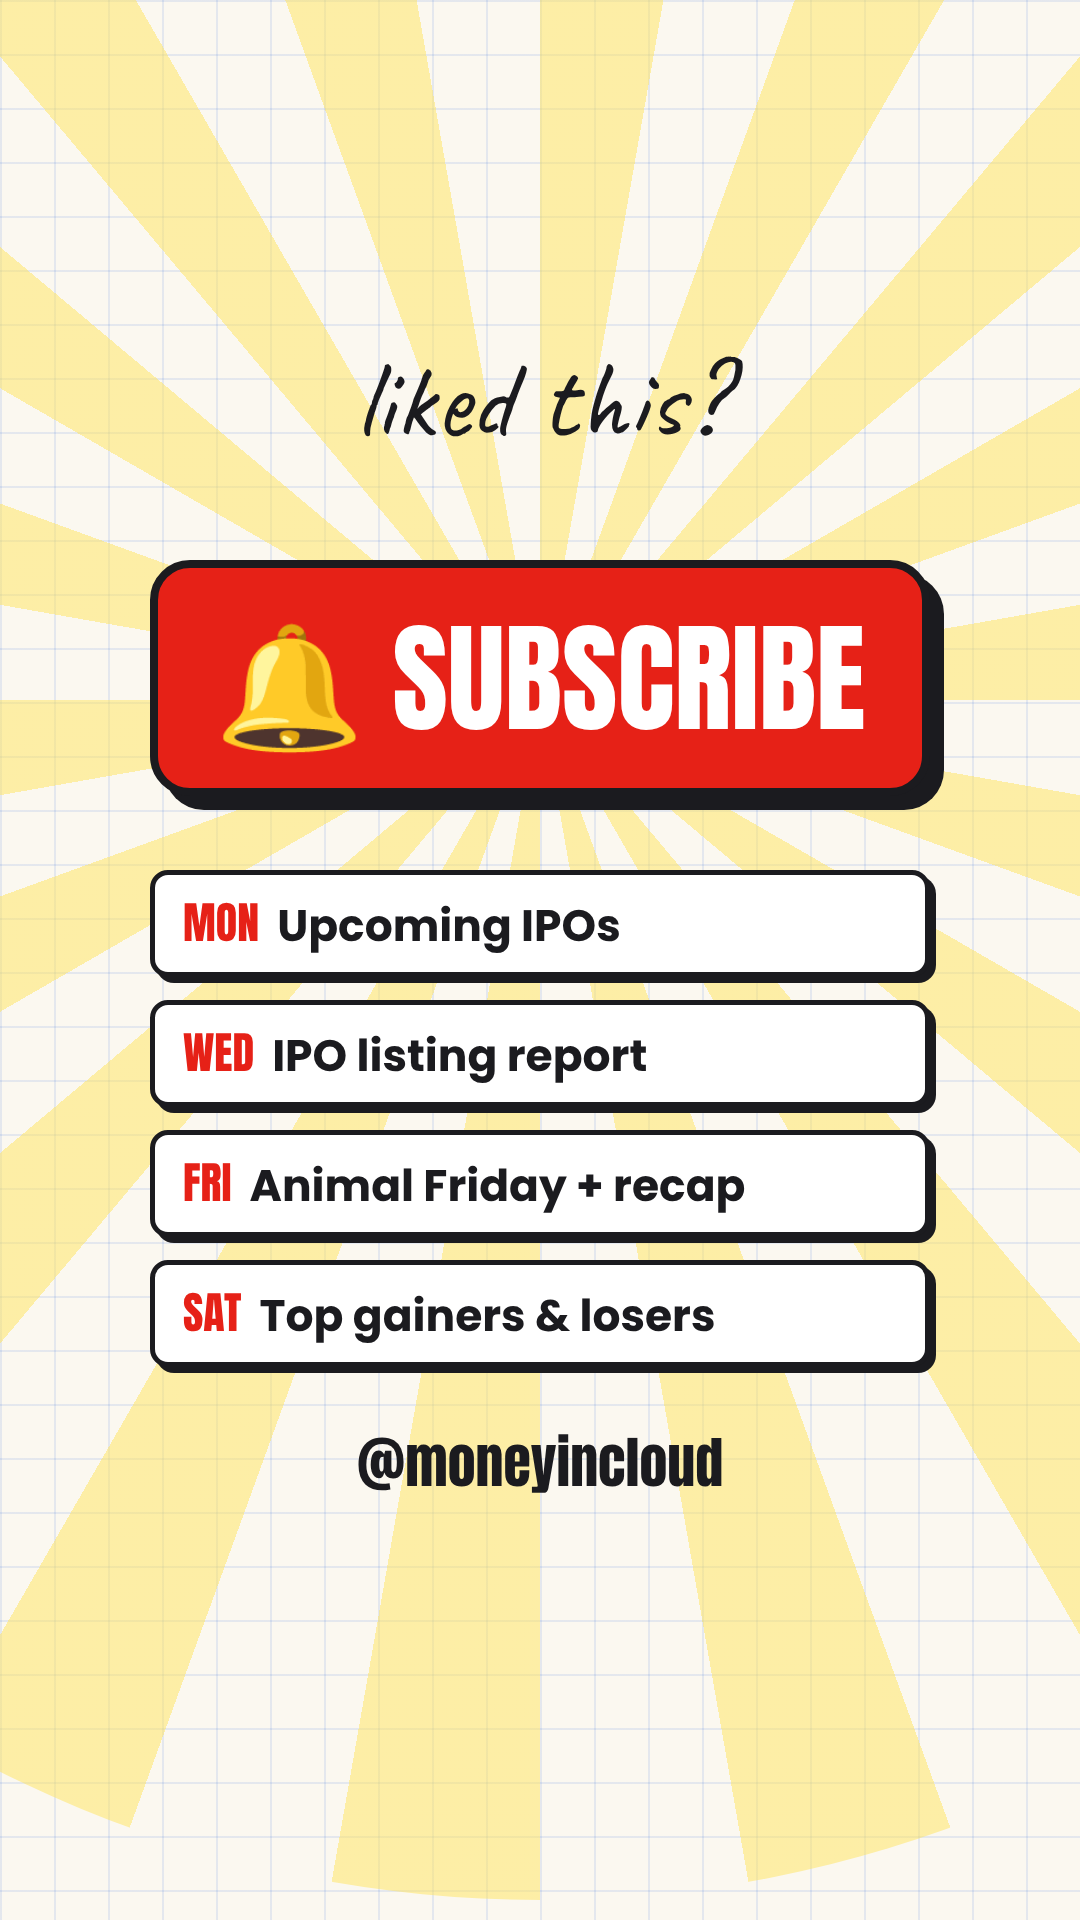 liked this?
SUBSCRIBE
MON Upcoming IPOs
WED IPO listing report
FRI Animal Friday + recap
SAT Top gainers & losers
@moneyincloud